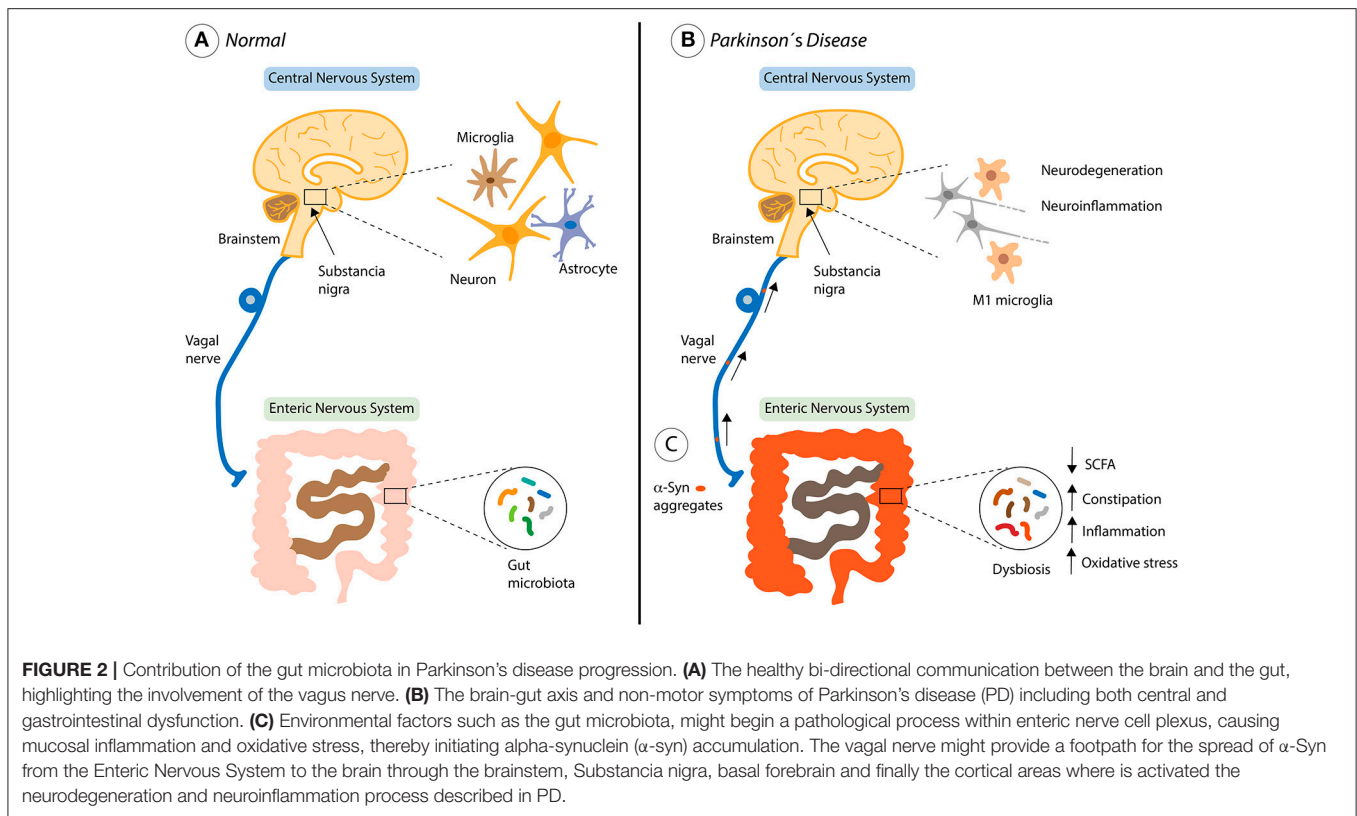 A Normal
Central Nervous System
Microglia
Brainstem
Substancia
nigra
Neuron
Astrocyte
Vagal
nerve
Enteric Nervous System
Gut
microbiota
B Parkinson´s Disease
Central Nervous System
Neurodegeneration
Neuroinflammation
Brainstem
Substancia
nigra
M1 microglia
Vagal
nerve
Enteric Nervous System
C
α-Syn
aggregates
SCFA
Constipation
Inflammation
Oxidative stress
Dysbiosis
FIGURE 2 | Contribution of the gut microbiota in Parkinson's disease progression. (A) The healthy bi-directional communication between the brain and the gut,
highlighting the involvement of the vagus nerve. (B) The brain-gut axis and non-motor symptoms of Parkinson's disease (PD) including both central and
gastrointestinal dysfunction. (C) Environmental factors such as the gut microbiota, might begin a pathological process within enteric nerve cell plexus, causing
mucosal inflammation and oxidative stress, thereby initiating alpha-synuclein (α-syn) accumulation. The vagal nerve might provide a footpath for the spread of α-Syn
from the Enteric Nervous System to the brain through the brainstem, Substancia nigra, basal forebrain and finally the cortical areas where is activated the
neurodegeneration and neuroinflammation process described in PD.